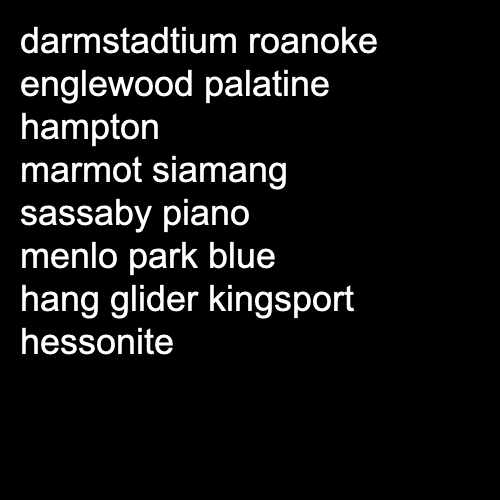 darmstadtium roanoke
englewood palatine
hampton
marmot siamang
sassaby piano
menlo park blue
hang glider kingsport
hessonite